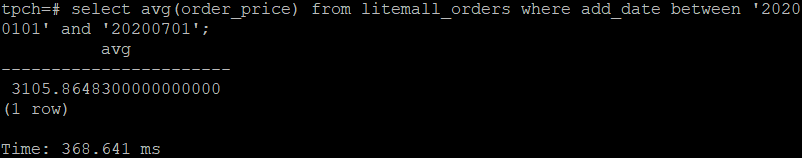 tpch=# select avg(order_price) from litemall_orders where add_date between '2020
0101' and '20200701';
avg
-----------------------
3105.8648300000000000
(1 row)
Time: 368.641 ms